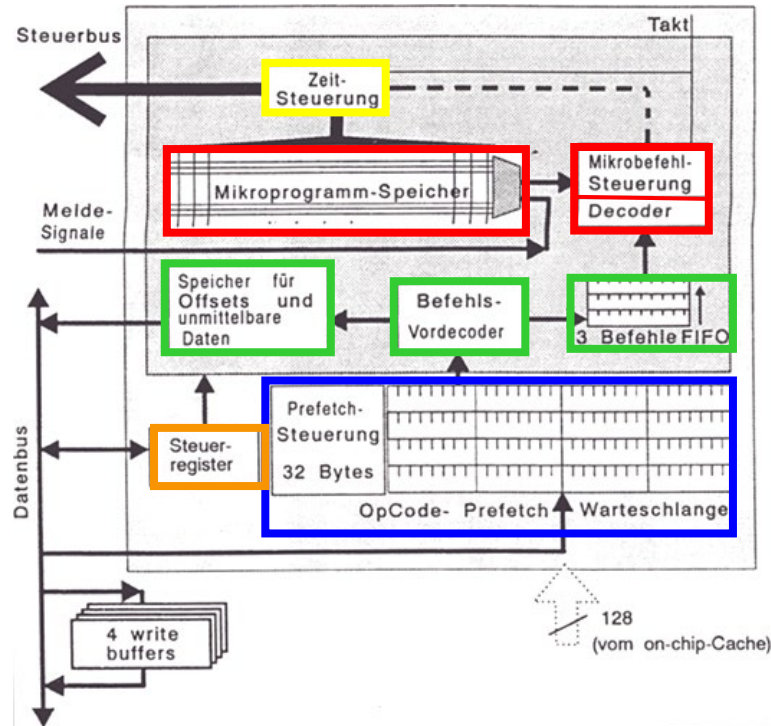 Takt
Steuerbus
Zeit-
Steuerung
Mikroprogramm-Speicher
Mikrobefehl-
Steuerung
Decoder
Melde-
Signale
Speicher für
Offsets und
unmittelbare
Daten
Befehls-
Vordecoder
3 Befehle FIFO
Steuer-
register
Prefetch-
Steuerung
32 Bytes
OpCode- Prefetch Warteschlange
Datenbus
4 write
buffers
128
(vom on-chip-Cache)